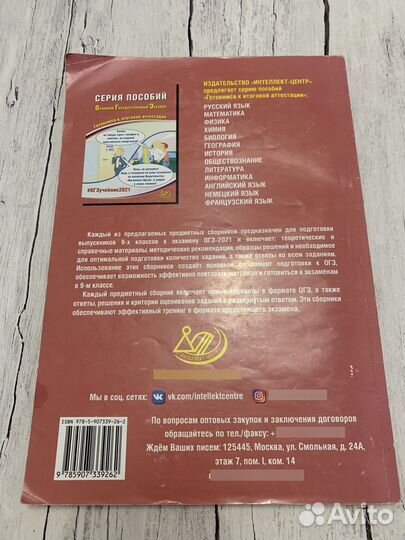 СЕРИЯ ПОСОБИЙ
Основной Государственный Экзамен
Готовимся к итоговой аттестации
#ОГЭучебник2021
ИЗДАТЕЛЬСТВО «ИНТЕЛЛЕКТ-ЦЕНТР»
предлагает серию пособий
«Готовимся к итоговой аттестации»:
РУССКИЙ ЯЗЫК
МАТЕМАТИКА
ФИЗИКА
ХИМИЯ
БИОЛОГИЯ
ГЕОГРАФИЯ
ИСТОРИЯ
ОБЩЕСТВОЗНАНИЕ
ЛИТЕРАТУРА
ИНФОРМАТИКА
АНГЛИЙСКИЙ ЯЗЫК
НЕМЕЦКИЙ ЯЗЫК
ФРАНЦУЗСКИЙ ЯЗЫК
Каждый из предлагаемых предметных сборников предназначен для подготовки
выпускников 9-х классов к экзамену ОГЭ-2021 и включает: теоретические и
справочные материалы, методические рекомендации, образцы решений и необходимое
для оптимальной подготовки количество заданий, а также ответы ко всем заданиям.
Использование этих сборников создаёт основной фундамент подготовки к ОГЭ,
обеспечивает возможность эффективно повторить материал и готовиться к экзаменам
в 9-м классе.
Каждый предметный сборник включает новые варианты в формате ОГЭ, а также
ответы, решения и критерии оценивания задания с развёрнутым ответом. Эти сборники
обеспечивают эффективный тренинг в формате предстоящего экзамена.
ИНТЕЛЛЕКТ ЦЕНТР
Мы в соц. сетях: vk.com/intellektcentre
ISBN 978-5-907339-26-2
9 785907 339262
По вопросам оптовых закупок и заключения договоров
обращайтесь по тел./факсу: +
Ждём Ваших писем: 125445, Москва, ул. Смольная, д. 24А,
этаж 7, пом. I, ком. 14
Avito